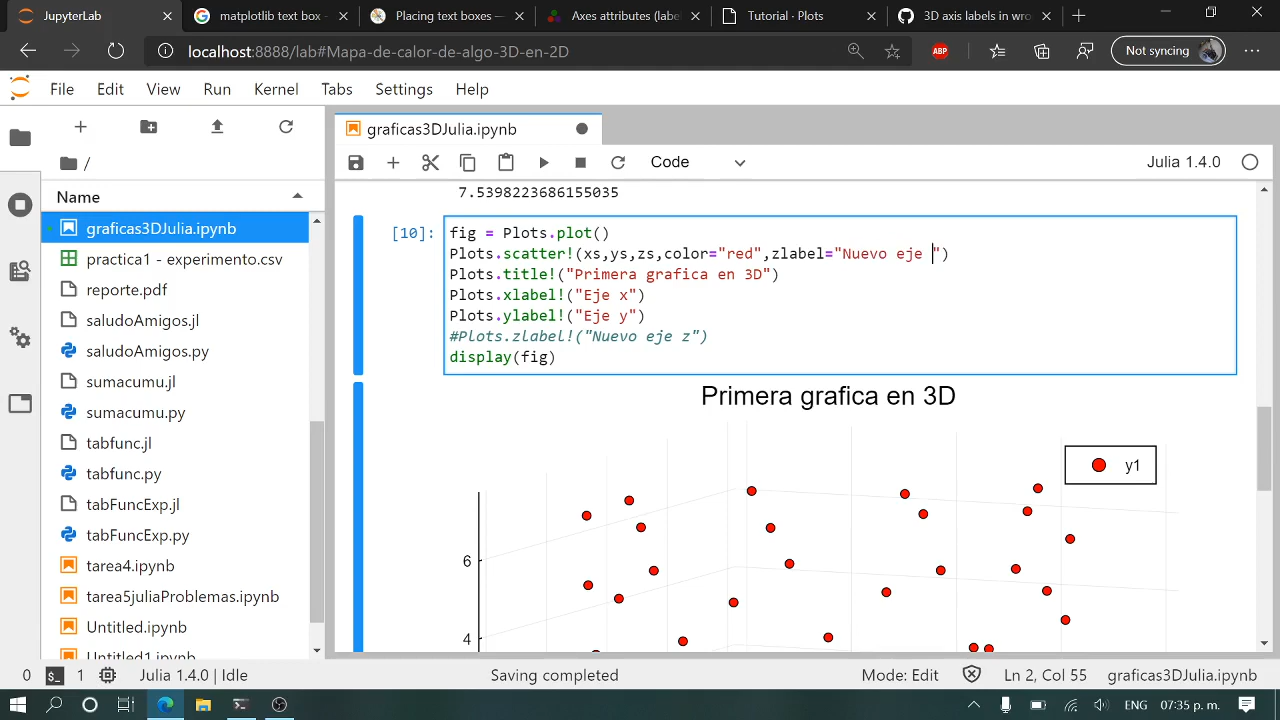 JupyterLab
matplotlib text box -
Placing text boxes —
Axes attributes (labe
Tutorial · Plots
3D axis labels in wro
localhost:8888/lab#Mapa-de-calor-de-algo-3D-en-2D
ABP
Not syncing
File Edit View Run Kernel Tabs Settings Help
graficas3DJulia.ipynb
Code
Julia 1.4.0
/
Name
graficas3DJulia.ipynb
practica1 - experimento.csv
reporte.pdf
saludoAmigos.jl
saludoAmigos.py
sumacumu.jl
sumacumu.py
tabfunc.jl
tabfunc.py
tabFuncExp.jl
tabFuncExp.py
tarea4.ipynb
tarea5juliaProblemas.ipynb
Untitled.ipynb
Untitled1.ipynb
7.5398223686155035
[10]:
fig = Plots.plot()
Plots.scatter!(xs,ys,zs,color="red",zlabel="Nuevo eje ")
Plots.title!("Primera grafica en 3D")
Plots.xlabel!("Eje x")
Plots.ylabel!("Eje y")
#Plots.zlabel!("Nuevo eje z")
display(fig)
Primera grafica en 3D
y1
6
4
0
$_
1
Julia 1.4.0 | Idle
Saving completed
Mode: Edit
Ln 2, Col 55
graficas3DJulia.ipynb
ENG
07:35 p. m.